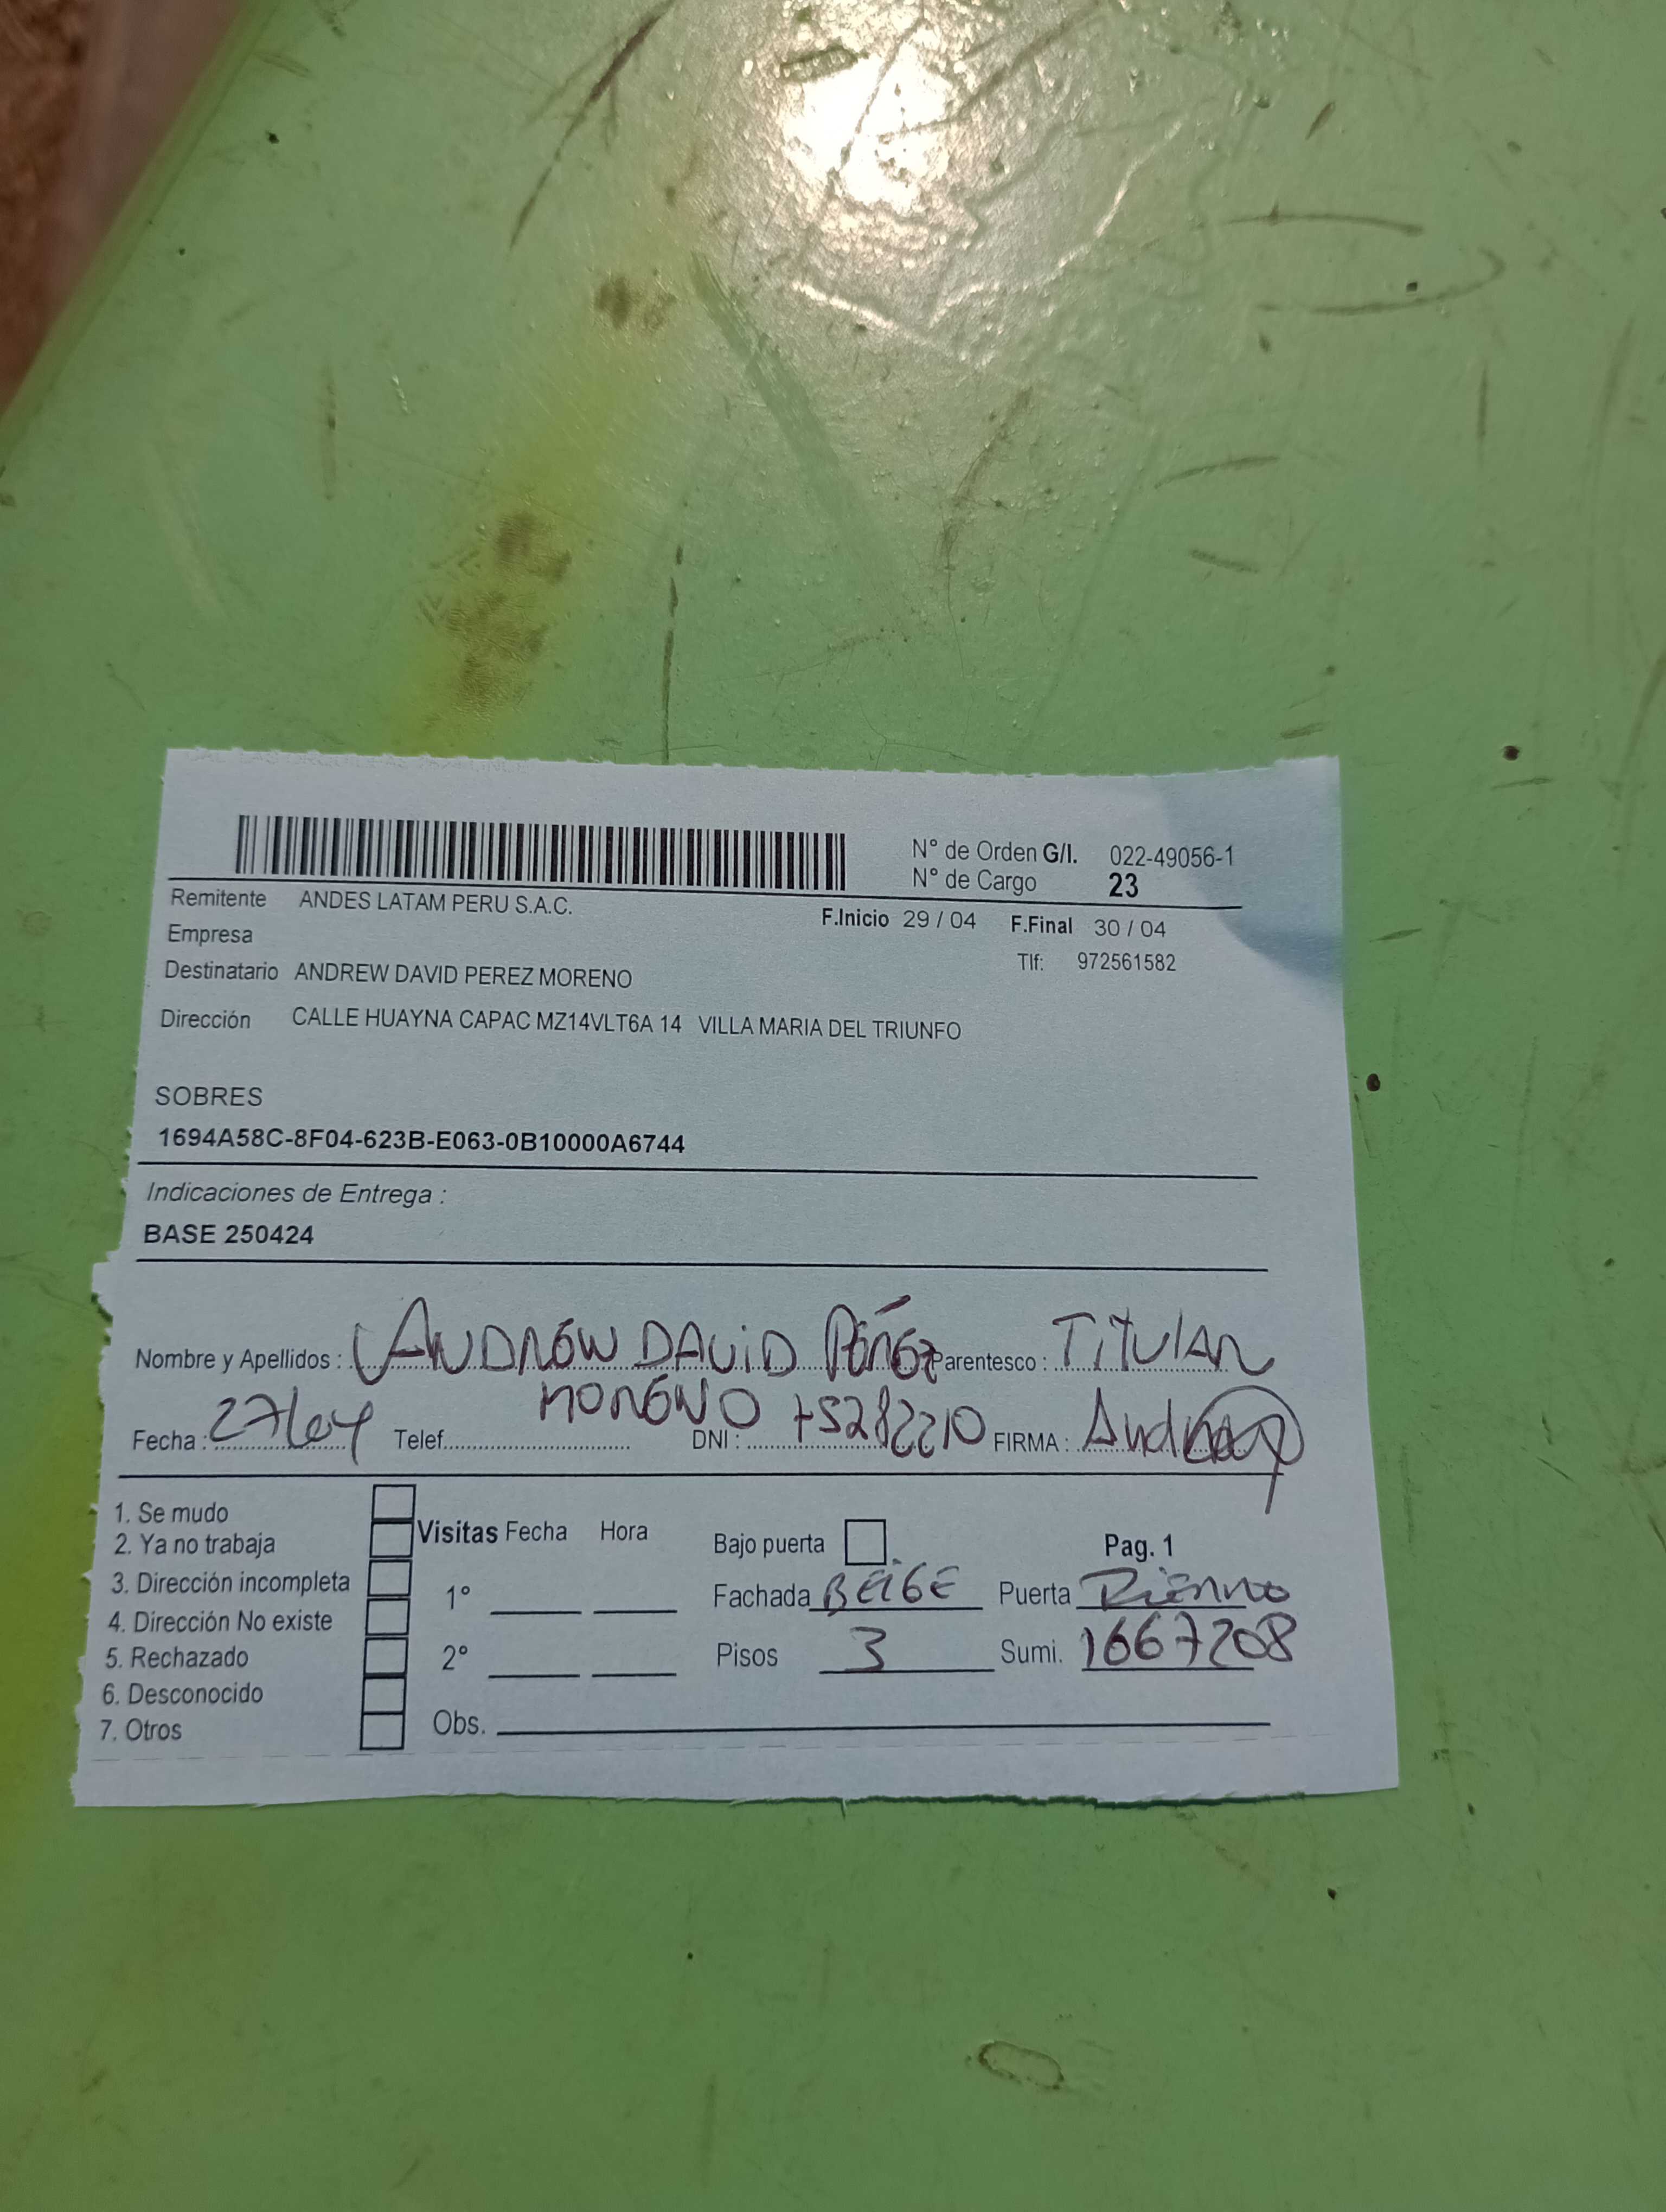 N° de Orden G/I. 022-49056-1
N° de Cargo 23
Remitente ANDES LATAM PERU S.A.C.
F.Inicio 29 / 04 F.Final 30 / 04
Empresa
Tlf: 972561582
Destinatario ANDREW DAVID PEREZ MORENO
Dirección CALLE HUAYNA CAPAC MZ14VLT6A 14 VILLA MARIA DEL TRIUNFO
SOBRES
1694A58C-8F04-623B-E063-0B10000A6744
Indicaciones de Entrega :
BASE 250424
Nombre y Apellidos : ANDREW DAViD PéREZ Parentesco : TiTULAR
MORENO
Fecha : 27/04 Telef. DNI : 75282210 FIRMA : Andrew
1. Se mudo
2. Ya no trabaja
3. Dirección incompleta
4. Dirección No existe
5. Rechazado
6. Desconocido
7. Otros
Visitas Fecha Hora
1°
2°
Bajo puerta Pag. 1
Fachada BEIGE Puerta
Pisos 3 Sumi. 1667208
Obs.